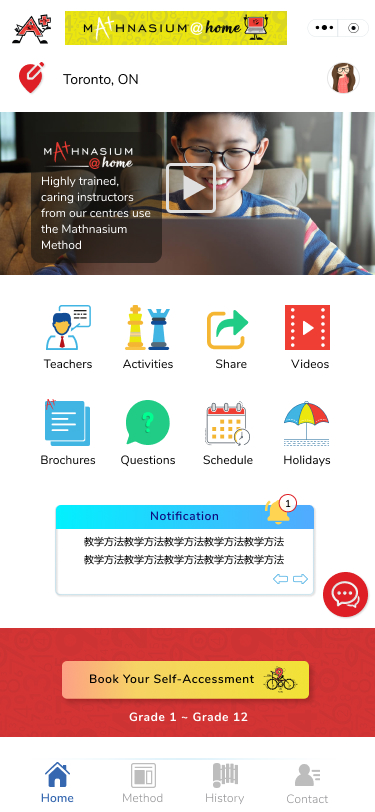 MATHNASIUM@home
Toronto, ON
MATHNASIUM
@home
Highly trained,
caring instructors
from our centres use
the Mathnasium
Method
Teachers
Activities
Share
Videos
Brochures
Questions
Schedule
Holidays
Notification
1
教学方法教学方法教学方法教学方法教学方法
教学方法教学方法教学方法教学方法教学方法
Book Your Self-Accessment
Grade 1 ~ Grade 12
Home
Method
History
Contact